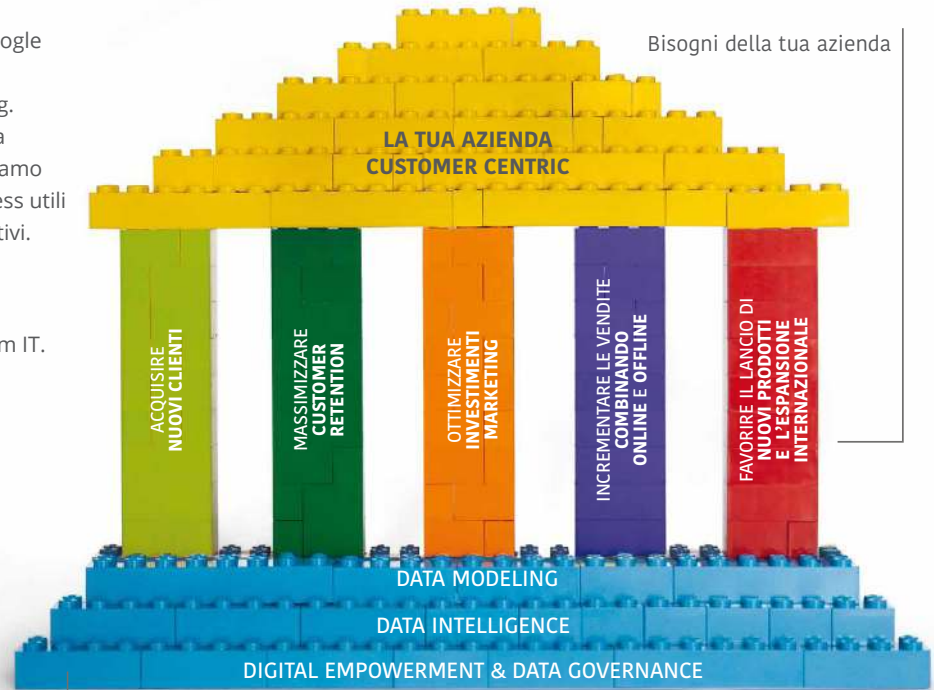 ogle
g.
a
amo
ess utili
tivi.
m IT.
Bisogni della tua azienda
LA TUA AZIENDA
CUSTOMER CENTRIC
ACQUISIRE
NUOVI CLIENTI
MASSIMIZZARE
CUSTOMER
RETENTION
OTTIMIZZARE
INVESTIMENTI
MARKETING
INCREMENTARE LE VENDITE
COMBINANDO
ONLINE E OFFLINE
FAVORIRE IL LANCIO DI
NUOVI PRODOTTI
E L'ESPANSIONE
INTERNAZIONALE
DATA MODELING
DATA INTELLIGENCE
DIGITAL EMPOWERMENT & DATA GOVERNANCE